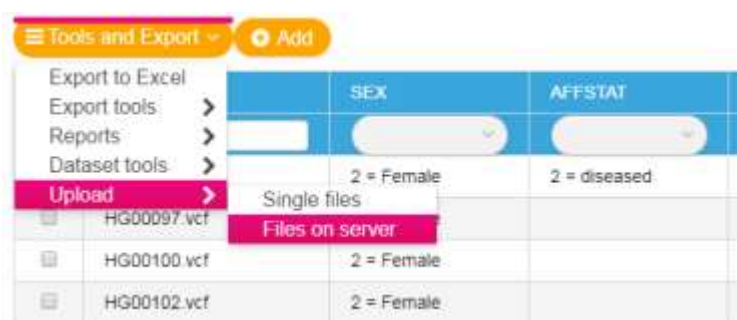 Tools and Export Add
Export to Excel
SEX AFFSTAT
Export tools
Reports
Dataset tools
2 = Female 2 = diseased
Upload
Single files
HG00097.vcf
Files on server
HG00100.vcf 2 = Female
HG00102.vcf 2 = Female